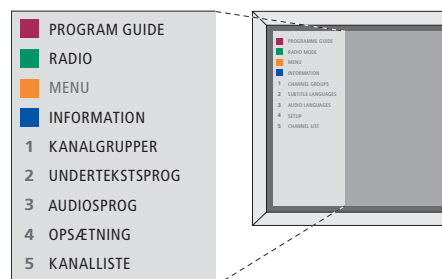 PROGRAM GUIDE
RADIO
MENU
INFORMATION
1 KANALGRUPPER
2 UNDERTEKSTSPROG
3 AUDIOSPROG
4 OPSÆTNING
5 KANALLISTE
PROGRAMME GUIDE
RADIO MODE
MENU
INFORMATION
1 CHANNEL GROUPS
2 SUBTITLE LANGUAGES
3 AUDIO LANGUAGES
4 SETUP
5 CHANNEL LIST